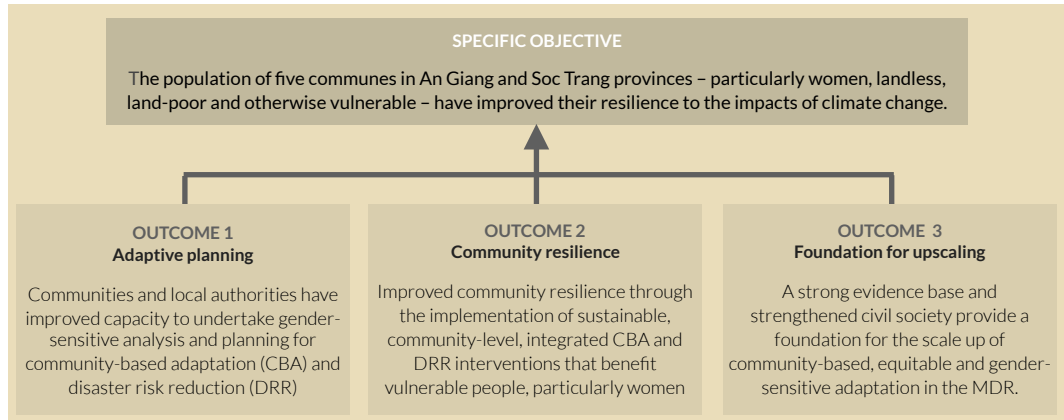 SPECIFIC OBJECTIVE
The population of five communes in An Giang and Soc Trang provinces – particularly women, landless,
land-poor and otherwise vulnerable – have improved their resilience to the impacts of climate change.
OUTCOME 1
Adaptive planning
Communities and local authorities have
improved capacity to undertake gender-
sensitive analysis and planning for
community-based adaptation (CBA) and
disaster risk reduction (DRR)
OUTCOME 2
Community resilience
Improved community resilience through
the implementation of sustainable,
community-level, integrated CBA and
DRR interventions that benefit
vulnerable people, particularly women
OUTCOME 3
Foundation for upscaling
A strong evidence base and
strengthened civil society provide a
foundation for the scale up of
community-based, equitable and gender-
sensitive adaptation in the MDR.